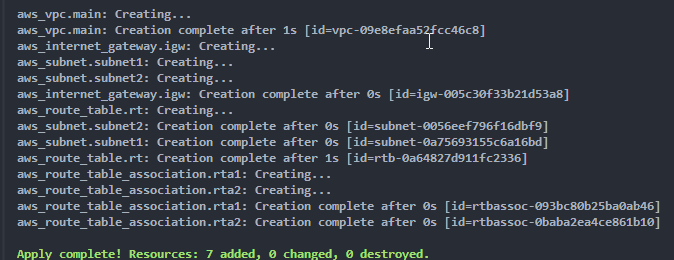 aws_vpc.main: Creating...
aws_vpc.main: Creation complete after 1s [id=vpc-09e8efaa52fcc46c8]
aws_internet_gateway.igw: Creating...
aws_subnet.subnet1: Creating...
aws_subnet.subnet2: Creating...
aws_internet_gateway.igw: Creation complete after 0s [id=igw-005c30f33b21d53a8]
aws_route_table.rt: Creating...
aws_subnet.subnet2: Creation complete after 0s [id=subnet-0056eef796f16dbf9]
aws_subnet.subnet1: Creation complete after 0s [id=subnet-0a75693155c6a16bd]
aws_route_table.rt: Creation complete after 1s [id=rtb-0a64827d911fc2336]
aws_route_table_association.rta1: Creating...
aws_route_table_association.rta2: Creating...
aws_route_table_association.rta1: Creation complete after 0s [id=rtbassoc-093bc80b25ba0ab46]
aws_route_table_association.rta2: Creation complete after 0s [id=rtbassoc-0baba2ea4ce861b10]
Apply complete! Resources: 7 added, 0 changed, 0 destroyed.